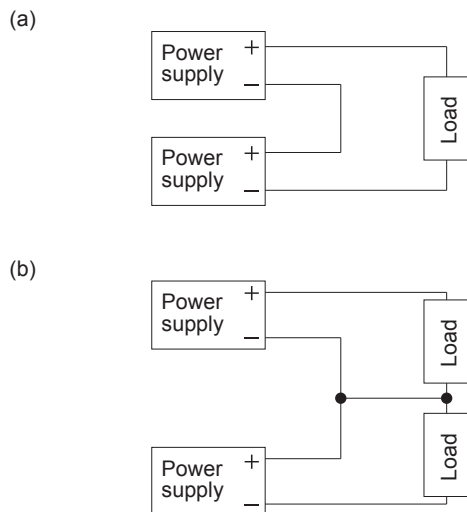 (a)
Power +
supply −
Load
Power +
supply −
(b)
Power +
supply −
Load
Power +
supply −
Load